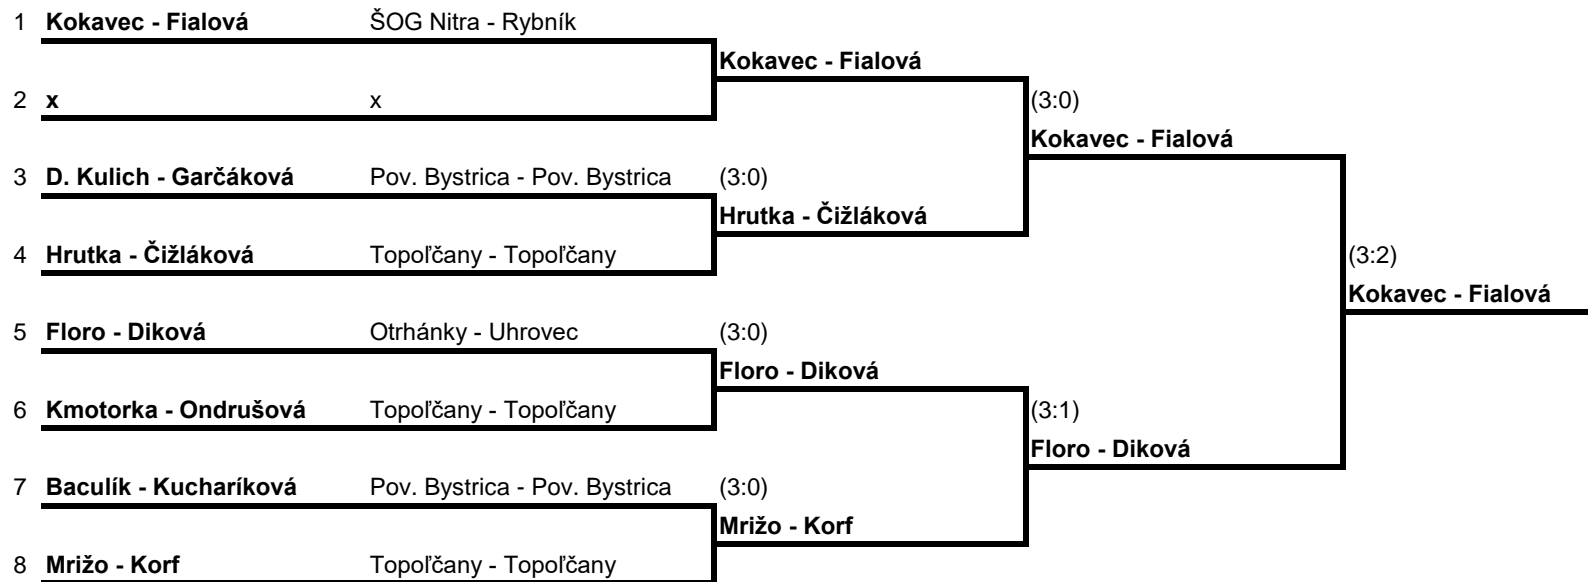 1 Kokavec - Fialová ŠOG Nitra - Rybník
Kokavec - Fialová
2 x x (3:0)
Kokavec - Fialová
3 D. Kulich - Garčáková Pov. Bystrica - Pov. Bystrica (3:0)
Hrutka - Čižláková
4 Hrutka - Čižláková Topoľčany - Topoľčany (3:2)
Kokavec - Fialová
5 Floro - Diková Otrhánky - Uhrovec (3:0)
Floro - Diková
6 Kmotorka - Ondrušová Topoľčany - Topoľčany (3:1)
Floro - Diková
7 Baculík - Kucharíková Pov. Bystrica - Pov. Bystrica (3:0)
Mrižo - Korf
8 Mrižo - Korf Topoľčany - Topoľčany